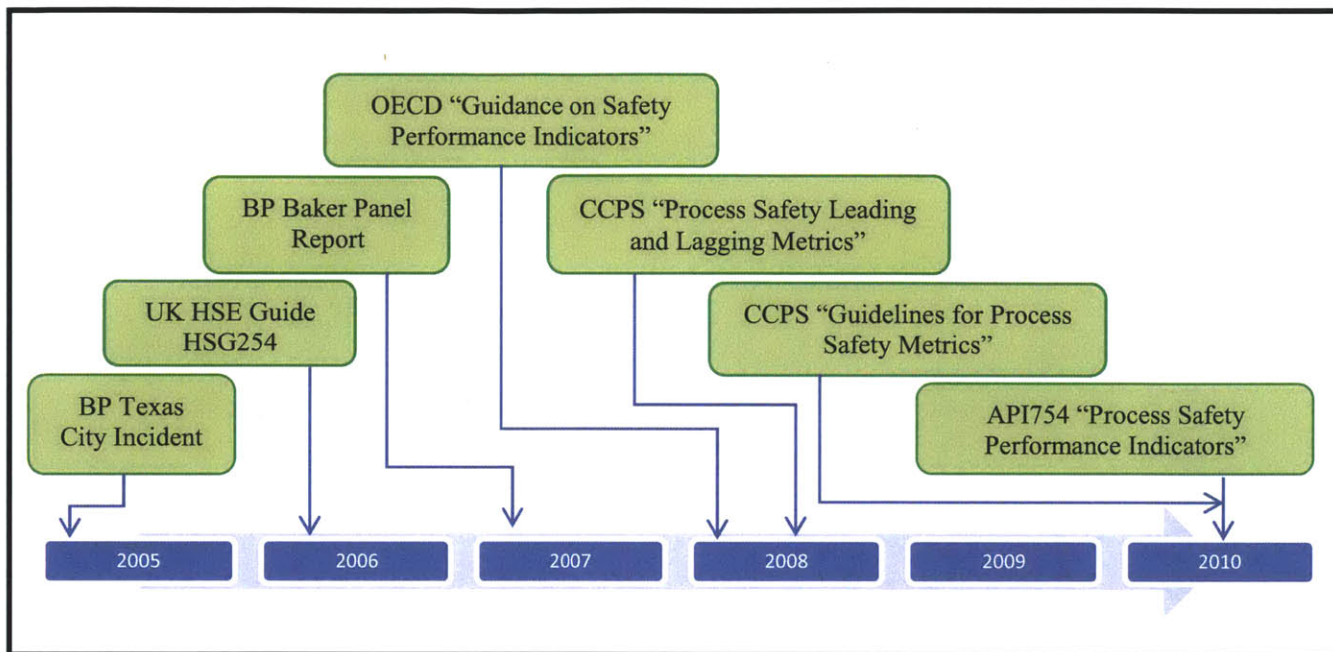 OECD “Guidance on Safety
Performance Indicators”
BP Baker Panel
Report
CCPS “Process Safety Leading
and Lagging Metrics”
UK HSE Guide
HSG254
CCPS “Guidelines for Process
Safety Metrics”
BP Texas
City Incident
API754 “Process Safety
Performance Indicators”
2005
2006
2007
2008
2009
2010